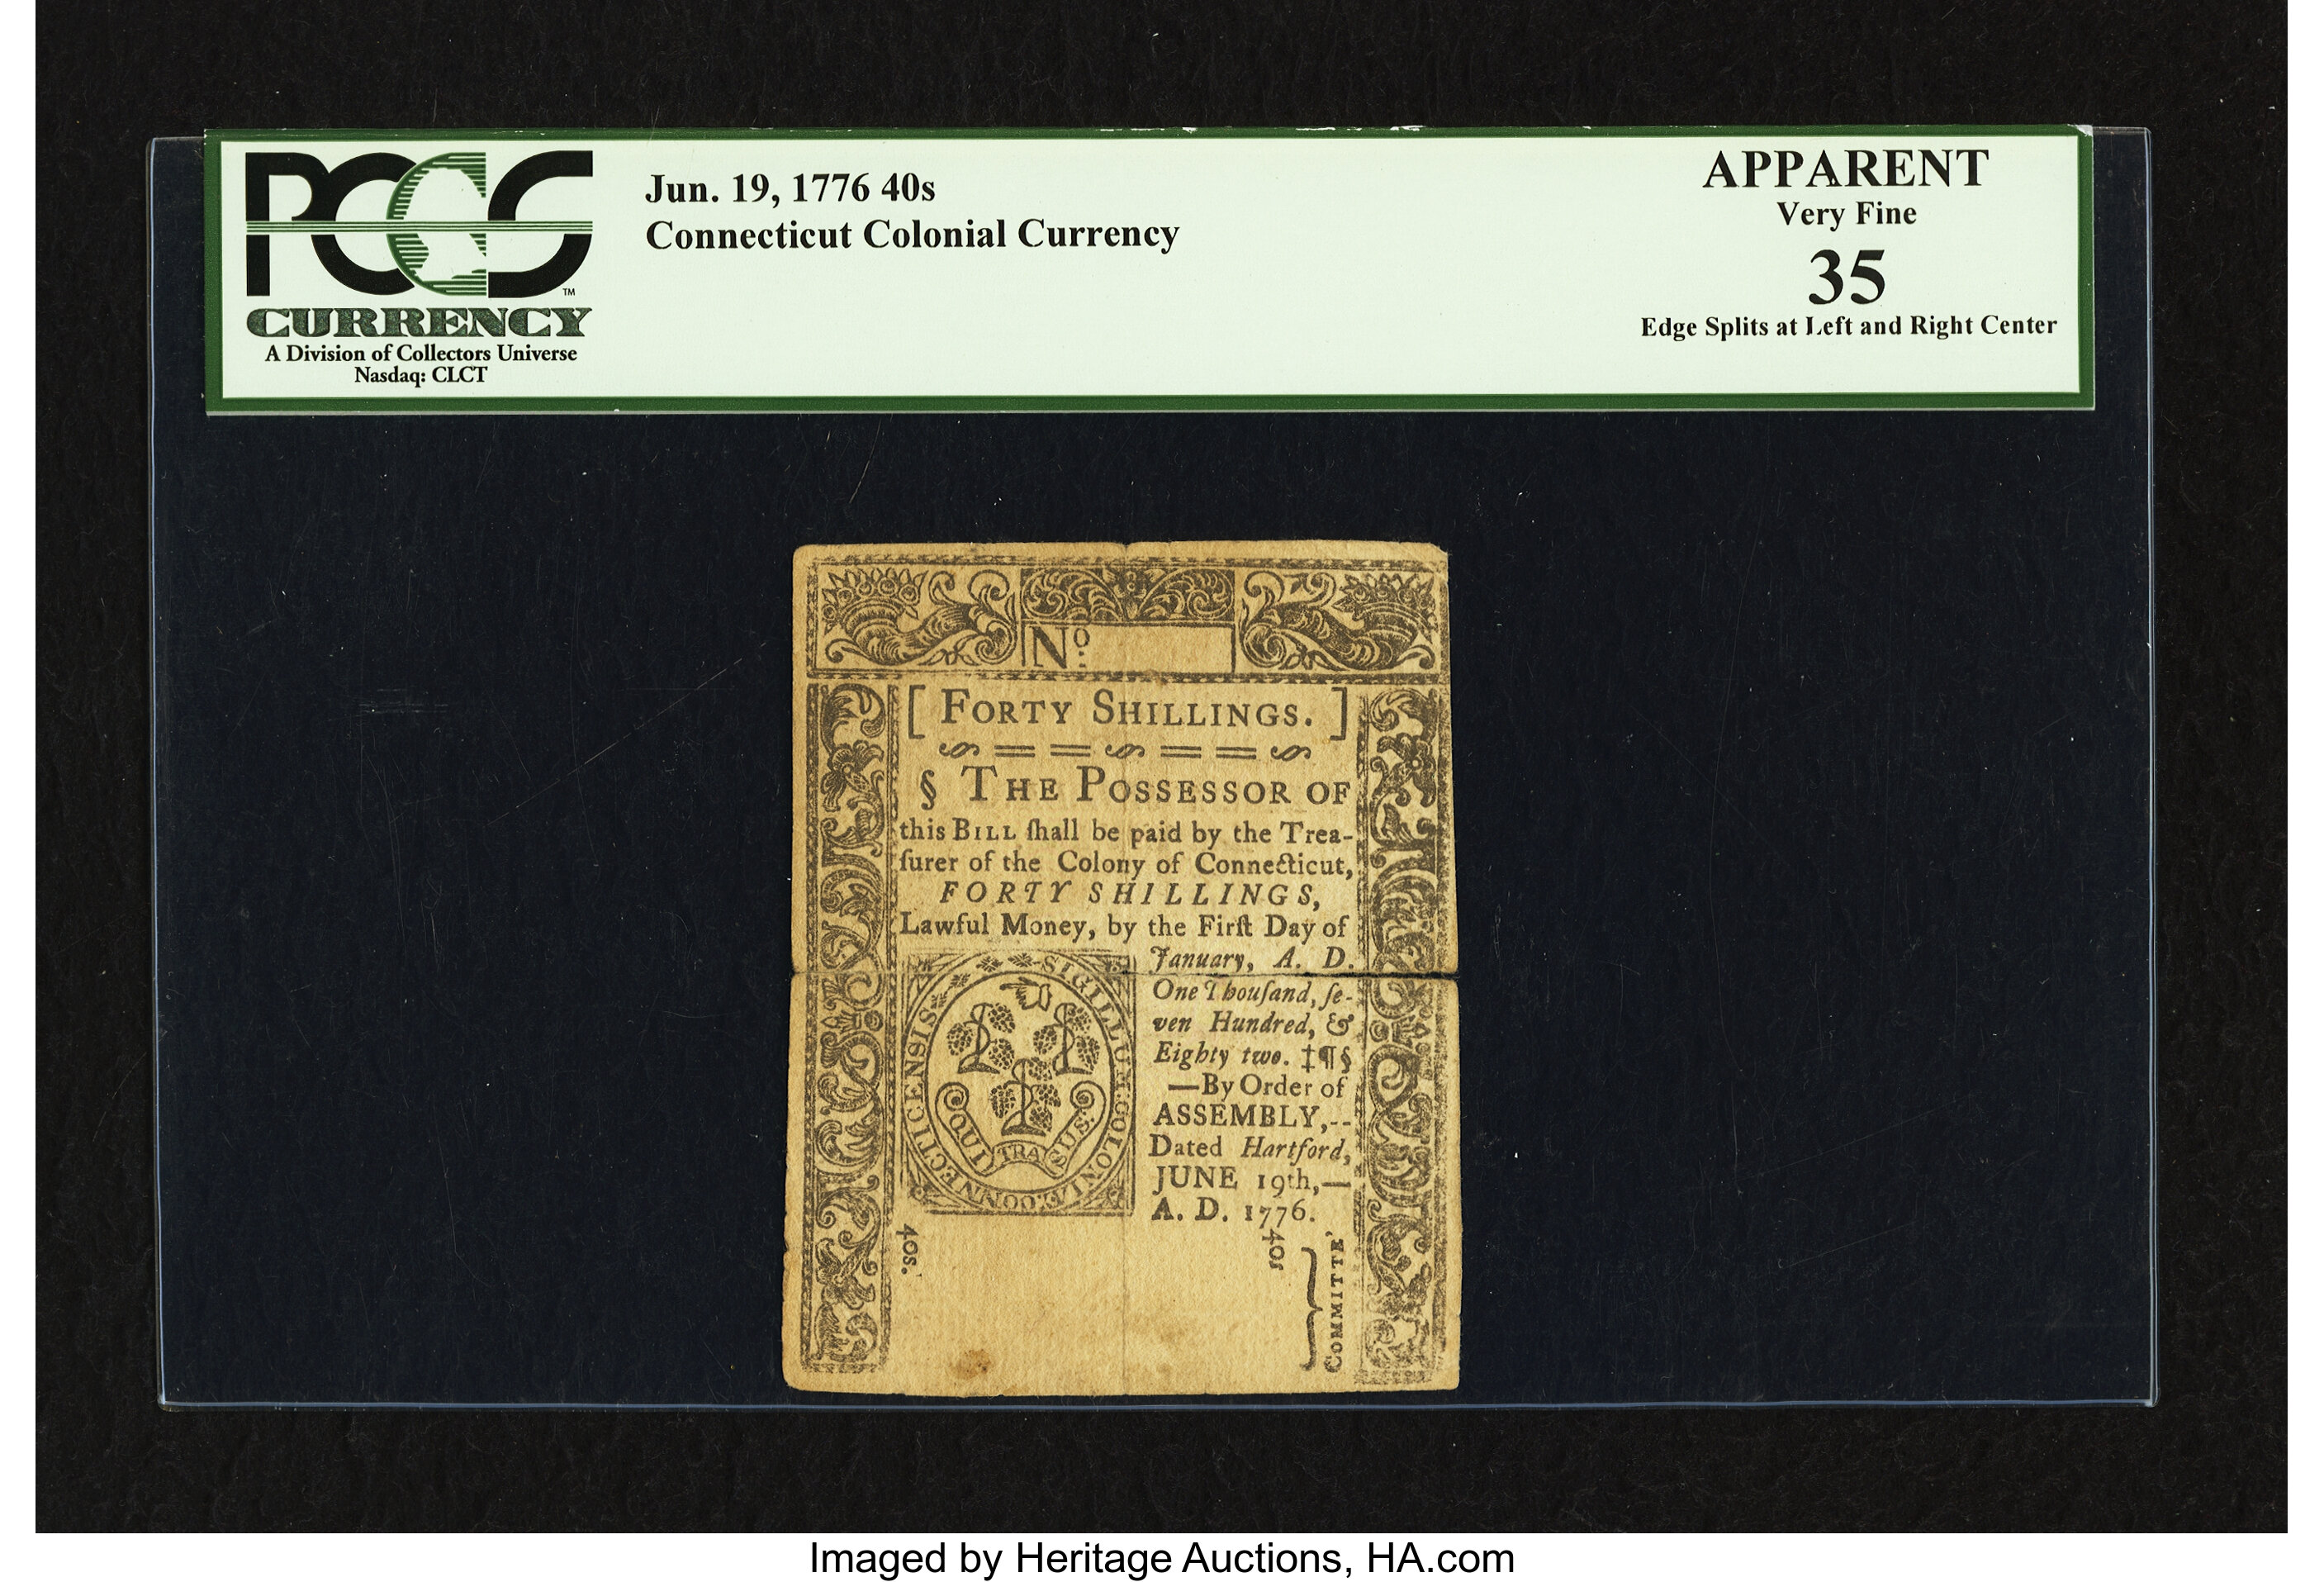 PCGS
TM
CURRENCY
A Division of Collectors Universe
Nasdaq: CLCT
Jun. 19, 1776 40s
Connecticut Colonial Currency
APPARENT
Very Fine
35
Edge Splits at Left and Right Center
No:
[ FORTY SHILLINGS. ]
§ THE POSSESSOR OF
this BILL ſhall be paid by the Trea-
ſurer of the Colony of Connecticut,
FORTY SHILLINGS,
Lawful Money, by the Firſt Day of
January, A. D.
One Thouſand, ſe-
ven Hundred, &
Eighty two. ‡¶§
—By Order of
ASSEMBLY,--
Dated Hartford,
JUNE 19th,—
A. D. 1776.
SIGILLUM:COLONIÆ:CONNECTICENSIS
QUI TRA SUS:
40s.
40ſ
COMMITTE'
Imaged by Heritage Auctions, HA.com